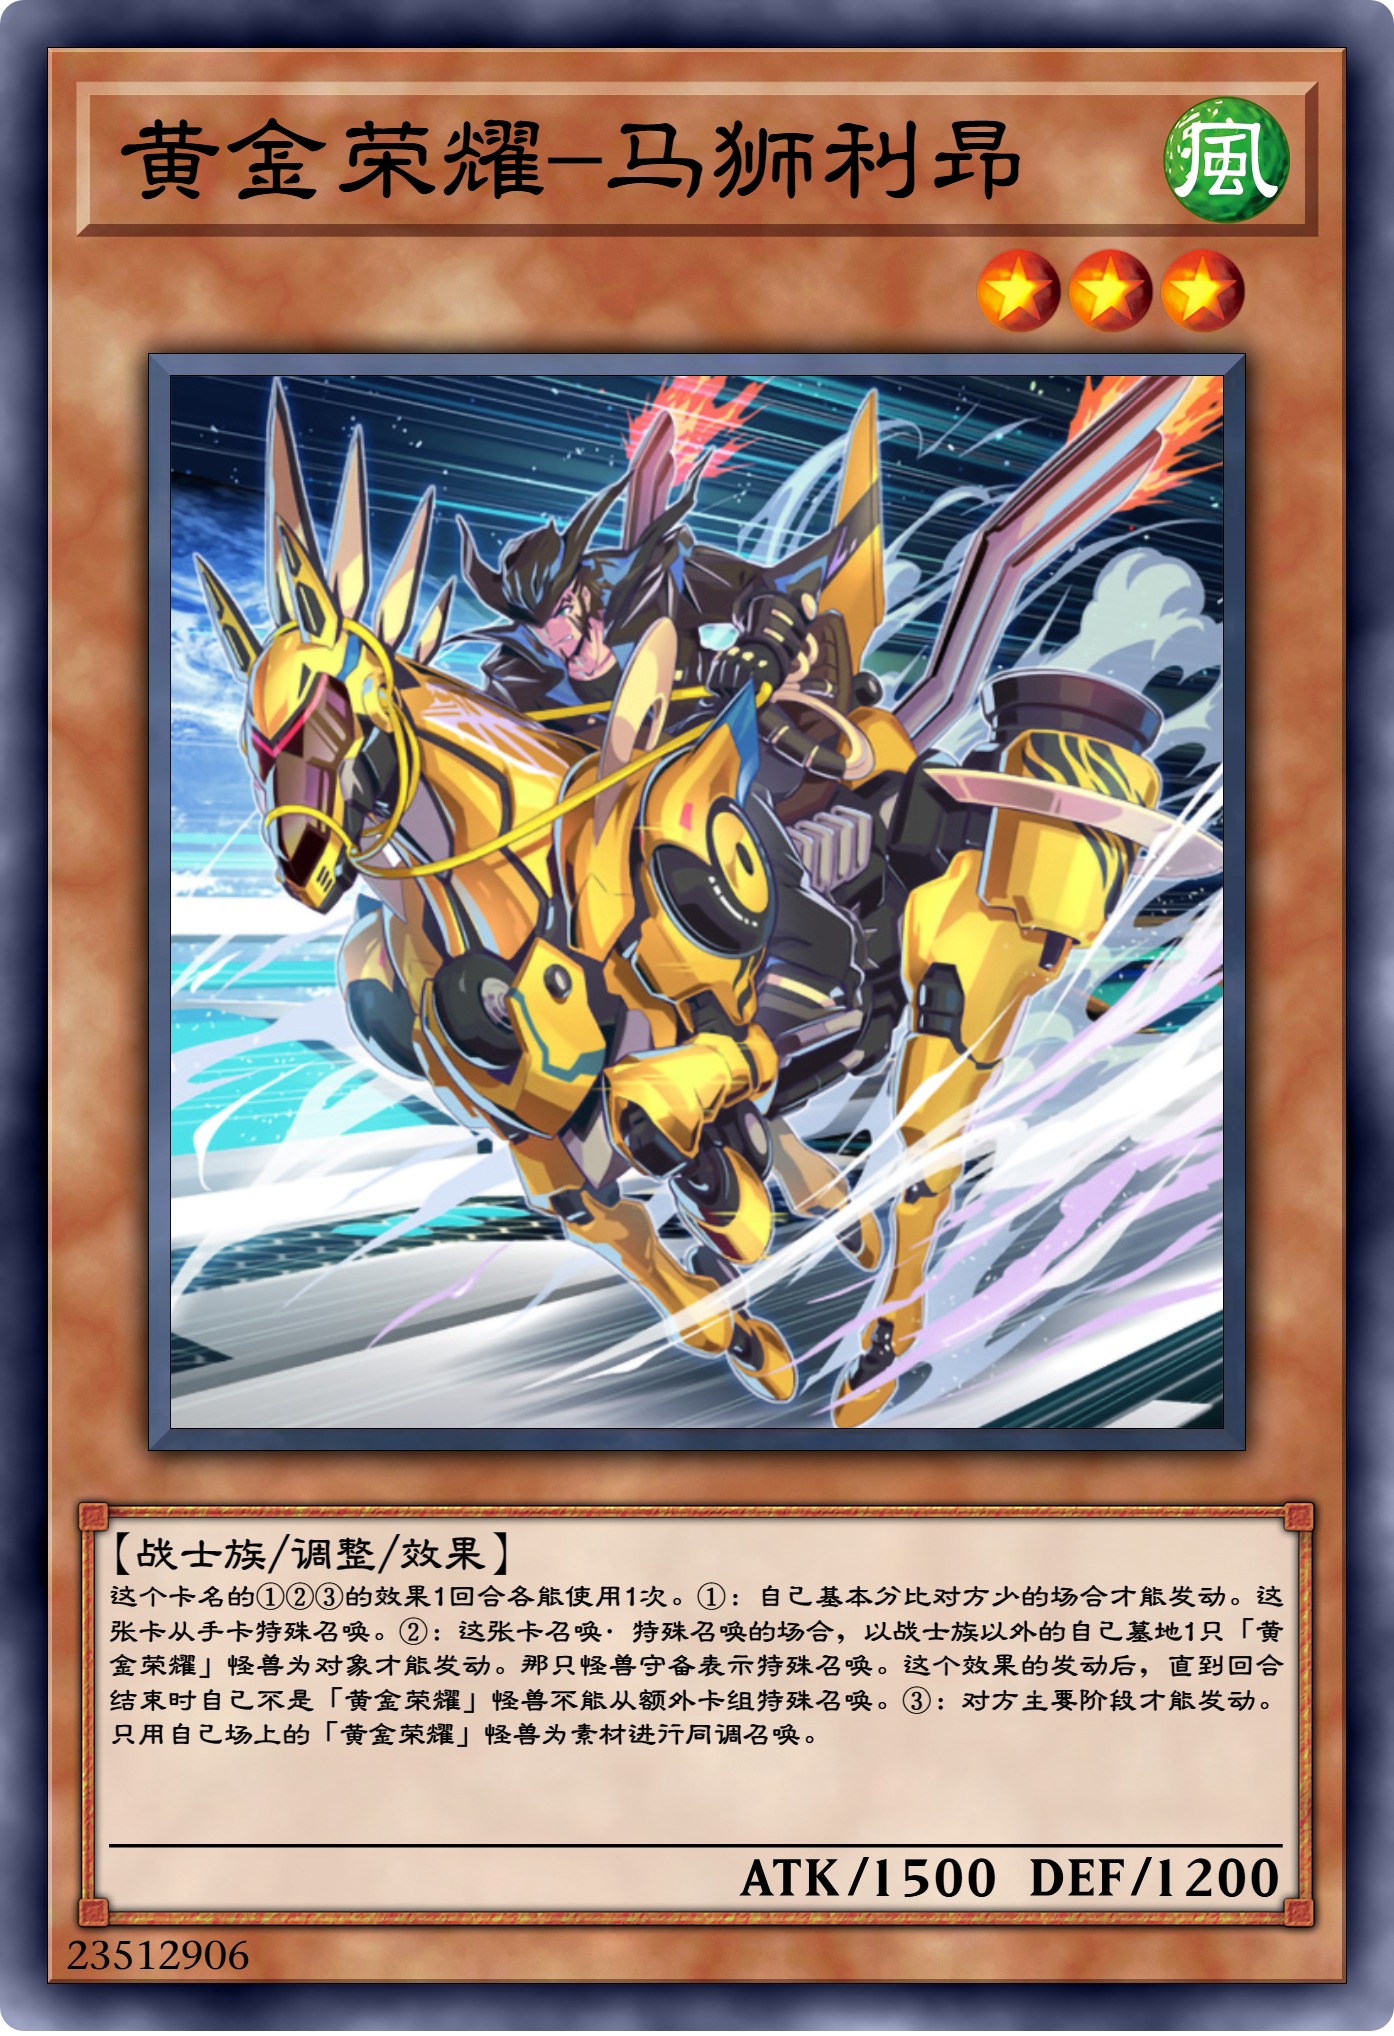 黄金荣耀-马狮利昂
風
【战士族/调整/效果】
这个卡名的①②③的效果1回合各能使用1次。①：自己基本分比对方少的场合才能发动。这
张卡从手卡特殊召唤。②：这张卡召唤·特殊召唤的场合，以战士族以外的自己墓地1只「黄
金荣耀」怪兽为对象才能发动。那只怪兽守备表示特殊召唤。这个效果的发动后，直到回合
结束时自己不是「黄金荣耀」怪兽不能从额外卡组特殊召唤。③：对方主要阶段才能发动。
只用自己场上的「黄金荣耀」怪兽为素材进行同调召唤。
ATK/1500 DEF/1200
23512906